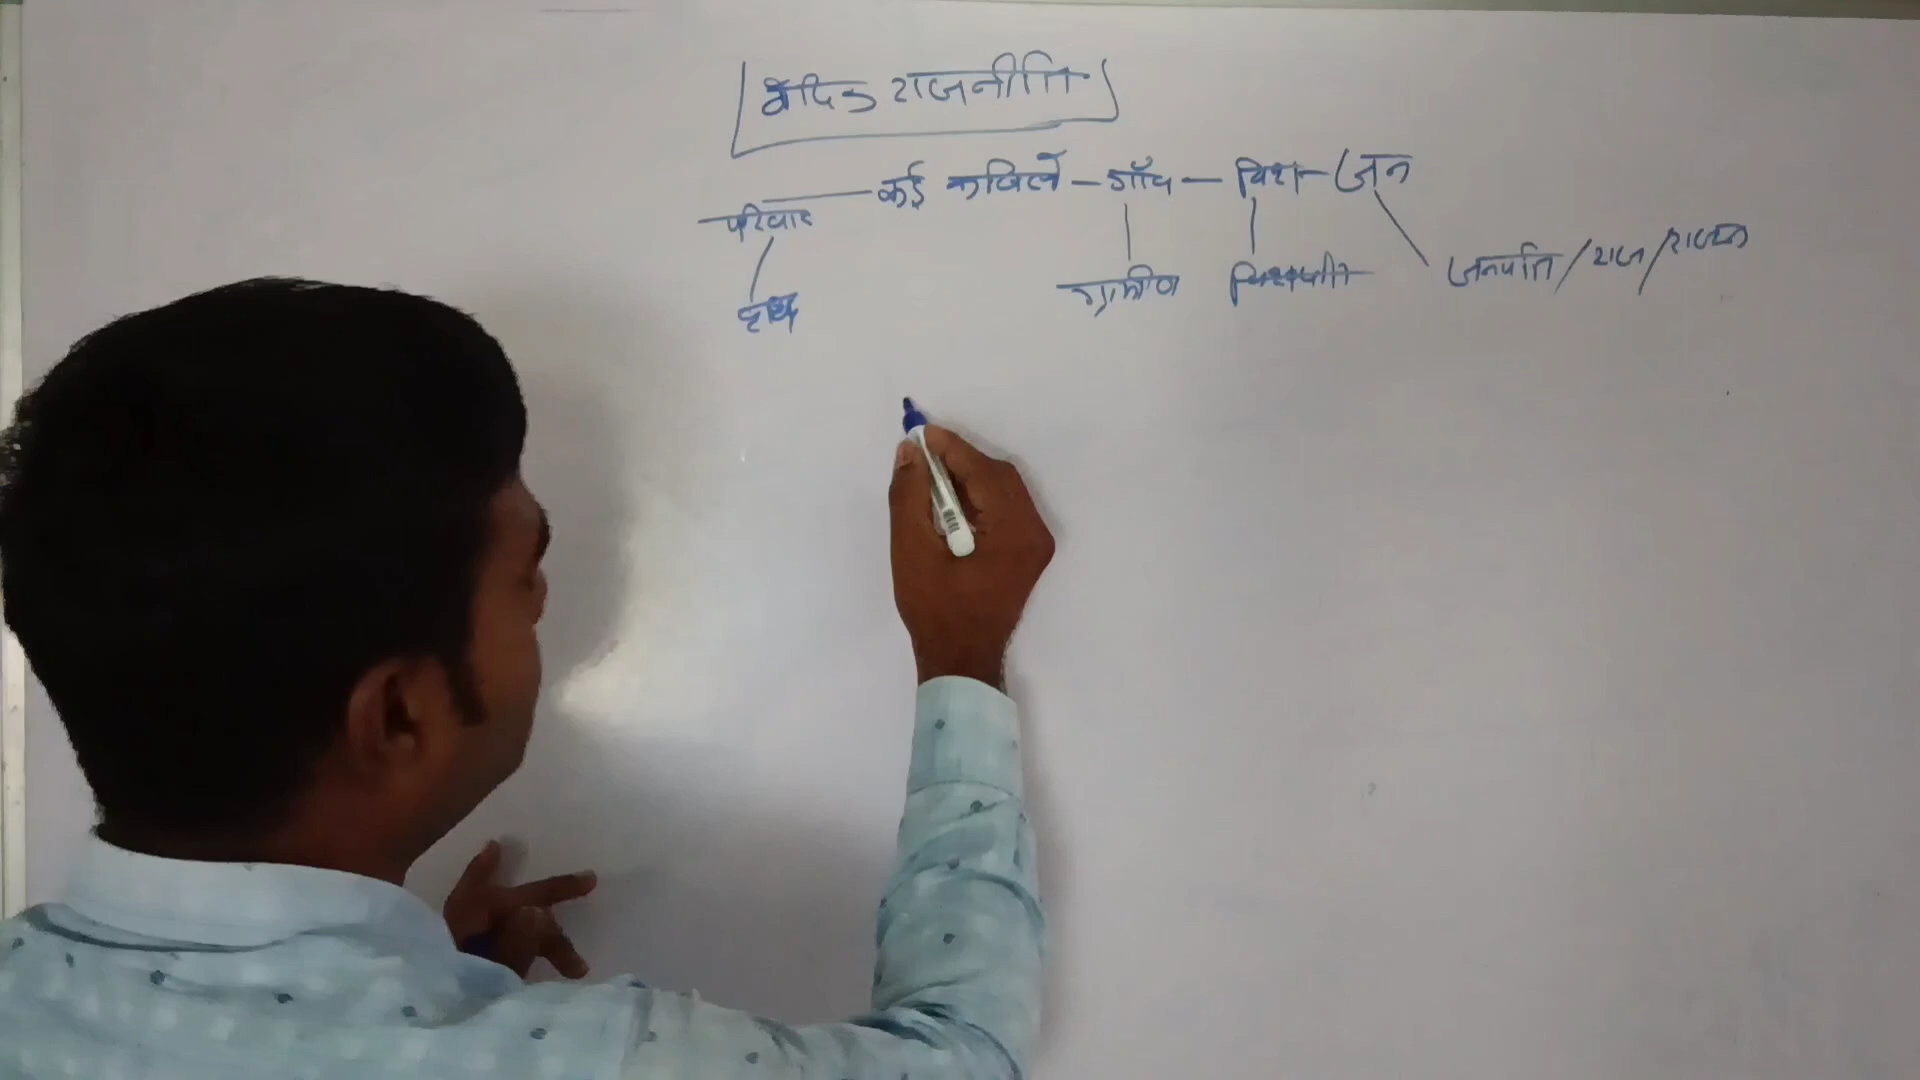 वैदिक राजनीति
परिवार — कई कबिले — गाँव — विश — जन
ग्रामीण विशपति जनपति / राज / राजन